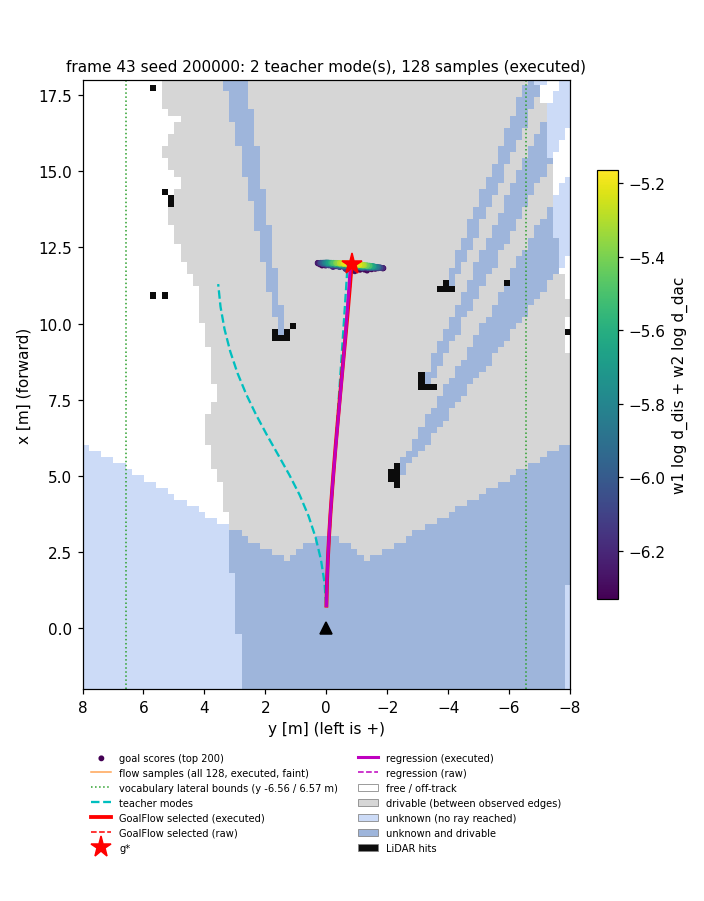 frame 43 seed 200000: 2 teacher mode(s), 128 samples (executed)
17.5
15.0
12.5
10.0
7.5
5.0
2.5
0.0
x [m] (forward)
8 6 4 2 0 −2 −4 −6 −8
y [m] (left is +)
−5.2
−5.4
−5.6
−5.8
−6.0
−6.2
w1 log d_dis + w2 log d_dac
goal scores (top 200)
flow samples (all 128, executed, faint)
vocabulary lateral bounds (y -6.56 / 6.57 m)
teacher modes
GoalFlow selected (executed)
GoalFlow selected (raw)
g*
regression (executed)
regression (raw)
free / off-track
drivable (between observed edges)
unknown (no ray reached)
unknown and drivable
LiDAR hits